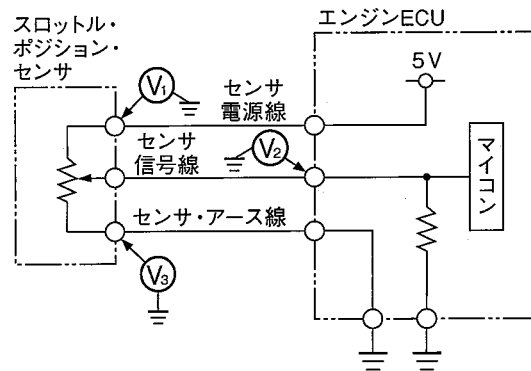 スロットル・
ポジション・
センサ
エンジンECU
5V
V₁
センサ
電源線
センサ
信号線
V₂
マイコン
センサ・アース線
V₃